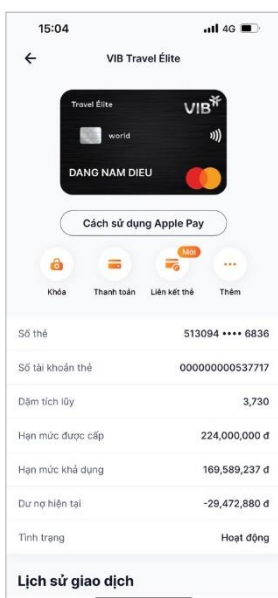 15:04
4G
VIB Travel Élite
Travel Élite
VIB
world
DANG NAM DIEU
Cách sử dụng Apple Pay
Mới
Khóa Thanh toán Liên kết thẻ Thêm
Số thẻ 513094 •••• 6836
Số tài khoản thẻ 000000000537717
Dặm tích lũy 3,730
Hạn mức được cấp 224,000,000 đ
Hạn mức khả dụng 169,589,237 đ
Dư nợ hiện tại -29,472,880 đ
Tình trạng Hoạt động
Lịch sử giao dịch